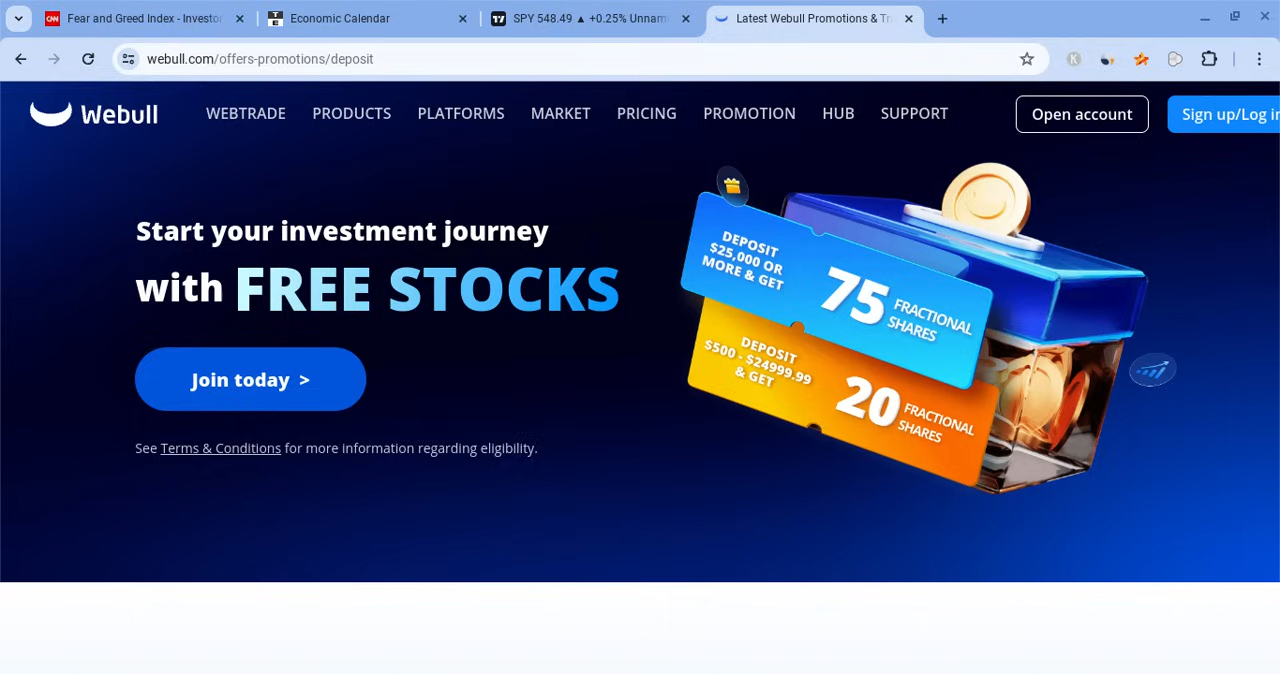 Fear and Greed Index - Investor
Economic Calendar
SPY 548.49 ▲ +0.25% Unnam
Latest Webull Promotions & Tr
webull.com/offers-promotions/deposit
Webull
WEBTRADE
PRODUCTS
PLATFORMS
MARKET
PRICING
PROMOTION
HUB
SUPPORT
Open account
Sign up/Log in
Start your investment journey
with FREE STOCKS
Join today >
See Terms & Conditions for more information regarding eligibility.
DEPOSIT
$25,000 OR
MORE & GET
75
FRACTIONAL
SHARES
DEPOSIT
$500 - $24999.99
& GET
20
FRACTIONAL
SHARES